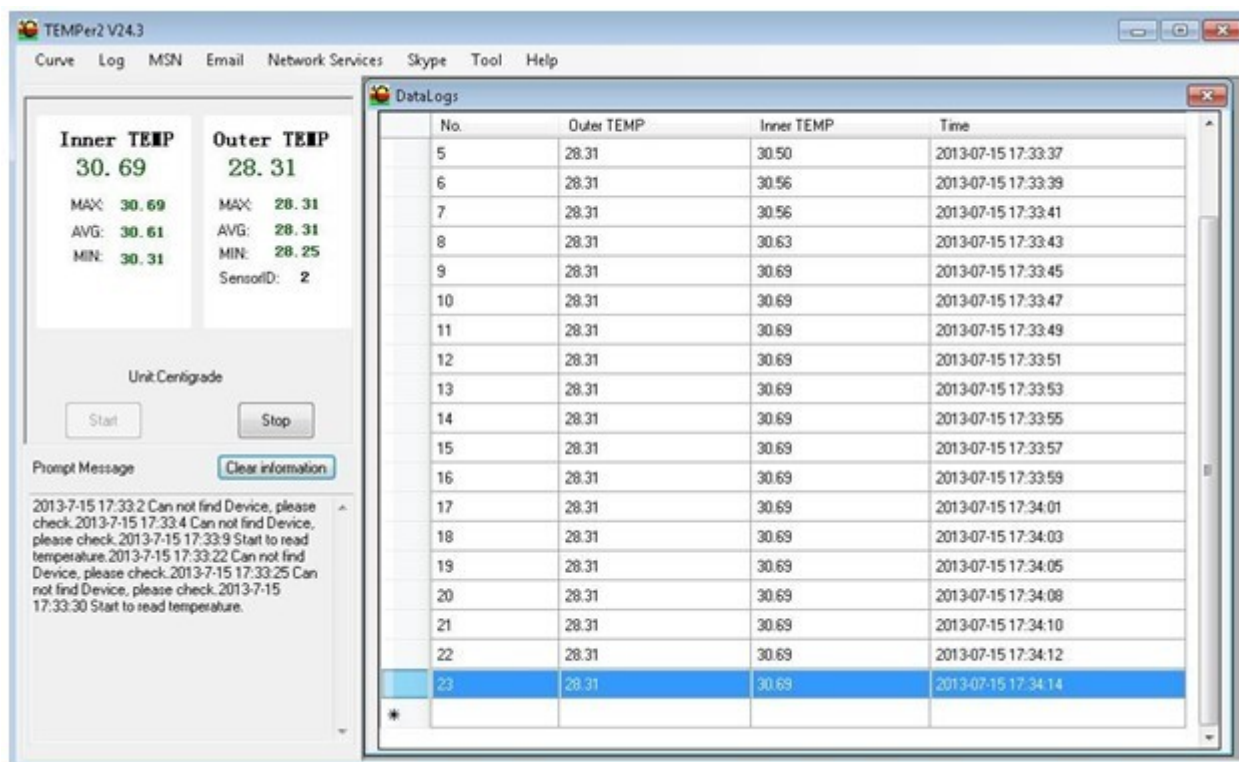 TEMPer2 V24.3
Curve Log MSN Email Network Services Skype Tool Help
Inner TEMP
30.69
MAX: 30.69
AVG: 30.61
MIN: 30.31
Outer TEMP
28.31
MAX: 28.31
AVG: 28.31
MIN: 28.25
SensorID: 2
Unit:Centigrade
Start
Stop
Prompt Message
Clear information
2013-7-15 17:33:2 Can not find Device, please
check.2013-7-15 17:33:4 Can not find Device,
please check.2013-7-15 17:33:9 Start to read
temperature.2013-7-15 17:33:22 Can not find
Device, please check.2013-7-15 17:33:25 Can
not find Device, please check.2013-7-15
17:33:30 Start to read temperature.
DataLogs
No. Outer TEMP Inner TEMP Time
5 28.31 30.50 2013-07-15 17:33:37
6 28.31 30.56 2013-07-15 17:33:39
7 28.31 30.56 2013-07-15 17:33:41
8 28.31 30.63 2013-07-15 17:33:43
9 28.31 30.69 2013-07-15 17:33:45
10 28.31 30.69 2013-07-15 17:33:47
11 28.31 30.69 2013-07-15 17:33:49
12 28.31 30.69 2013-07-15 17:33:51
13 28.31 30.69 2013-07-15 17:33:53
14 28.31 30.69 2013-07-15 17:33:55
15 28.31 30.69 2013-07-15 17:33:57
16 28.31 30.69 2013-07-15 17:33:59
17 28.31 30.69 2013-07-15 17:34:01
18 28.31 30.69 2013-07-15 17:34:03
19 28.31 30.69 2013-07-15 17:34:05
20 28.31 30.69 2013-07-15 17:34:08
21 28.31 30.69 2013-07-15 17:34:10
22 28.31 30.69 2013-07-15 17:34:12
23 28.31 30.69 2013-07-15 17:34:14